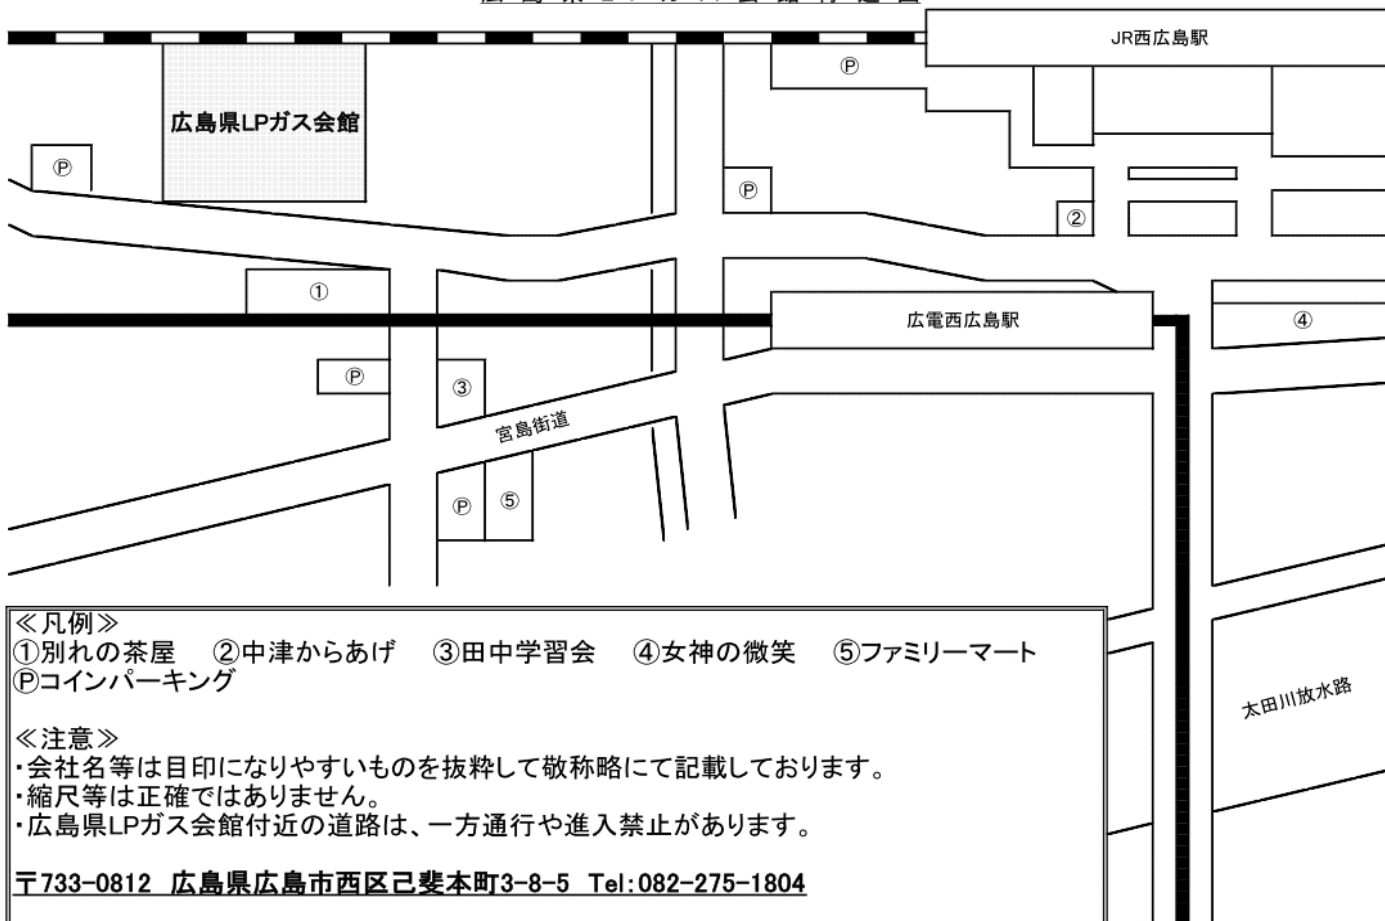 JR西広島駅
Ⓟ
広島県LPガス会館
Ⓟ
Ⓟ
②
①
広電西広島駅
④
Ⓟ
③
宮島街道
Ⓟ
⑤
≪凡例≫
①別れの茶屋 ②中津からあげ ③田中学習会 ④女神の微笑 ⑤ファミリーマート
Ⓟコインパーキング
太田川放水路
≪注意≫
・会社名等は目印になりやすいものを抜粋して敬称略にて記載しております。
・縮尺等は正確ではありません。
・広島県LPガス会館付近の道路は、一方通行や進入禁止があります。
〒733-0812 広島県広島市西区己斐本町3-8-5 Tel:082-275-1804